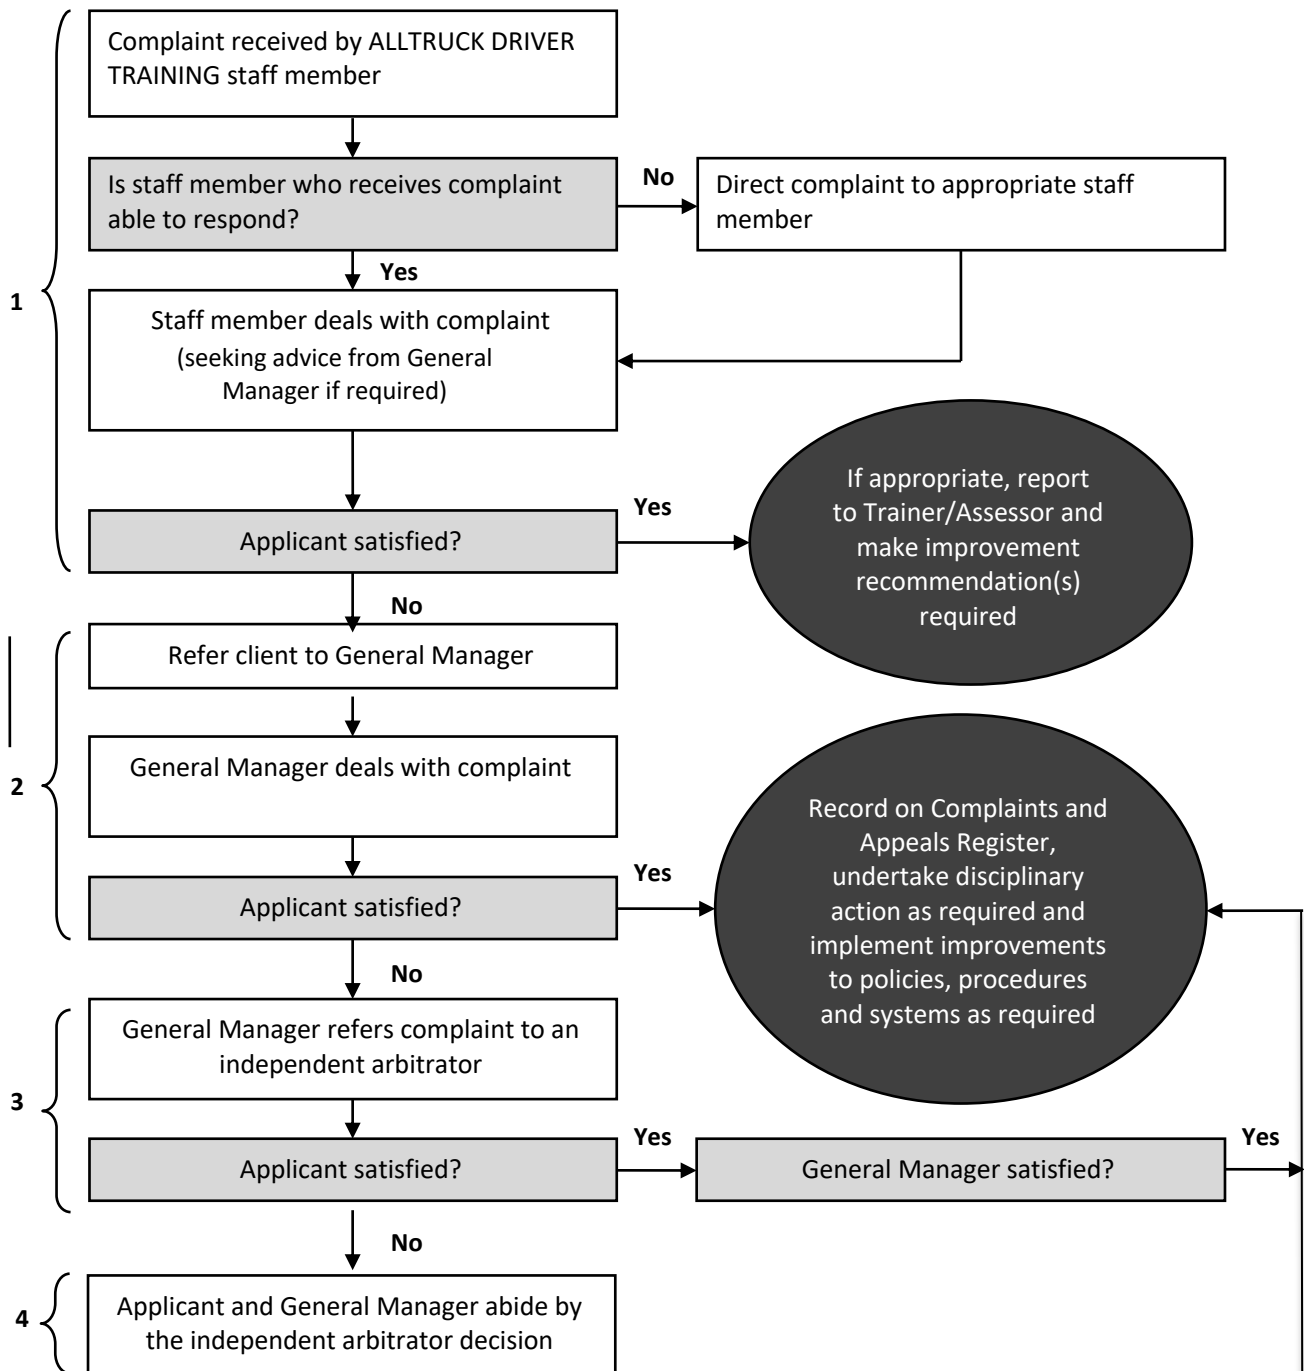 Complaint received by ALLTRUCK DRIVER
TRAINING staff member
Is staff member who receives complaint
able to respond?
No
Direct complaint to appropriate staff
member
Yes
1
Staff member deals with complaint
(seeking advice from General
Manager if required)
Applicant satisfied?
Yes
If appropriate, report
to Trainer/Assessor and
make improvement
recommendation(s)
required
No
Refer client to General Manager
2
General Manager deals with complaint
Applicant satisfied?
Yes
Record on Complaints and
Appeals Register,
undertake disciplinary
action as required and
implement improvements
to policies, procedures
and systems as required
No
General Manager refers complaint to an
independent arbitrator
3
Applicant satisfied?
Yes
General Manager satisfied?
Yes
No
4
Applicant and General Manager abide by
the independent arbitrator decision